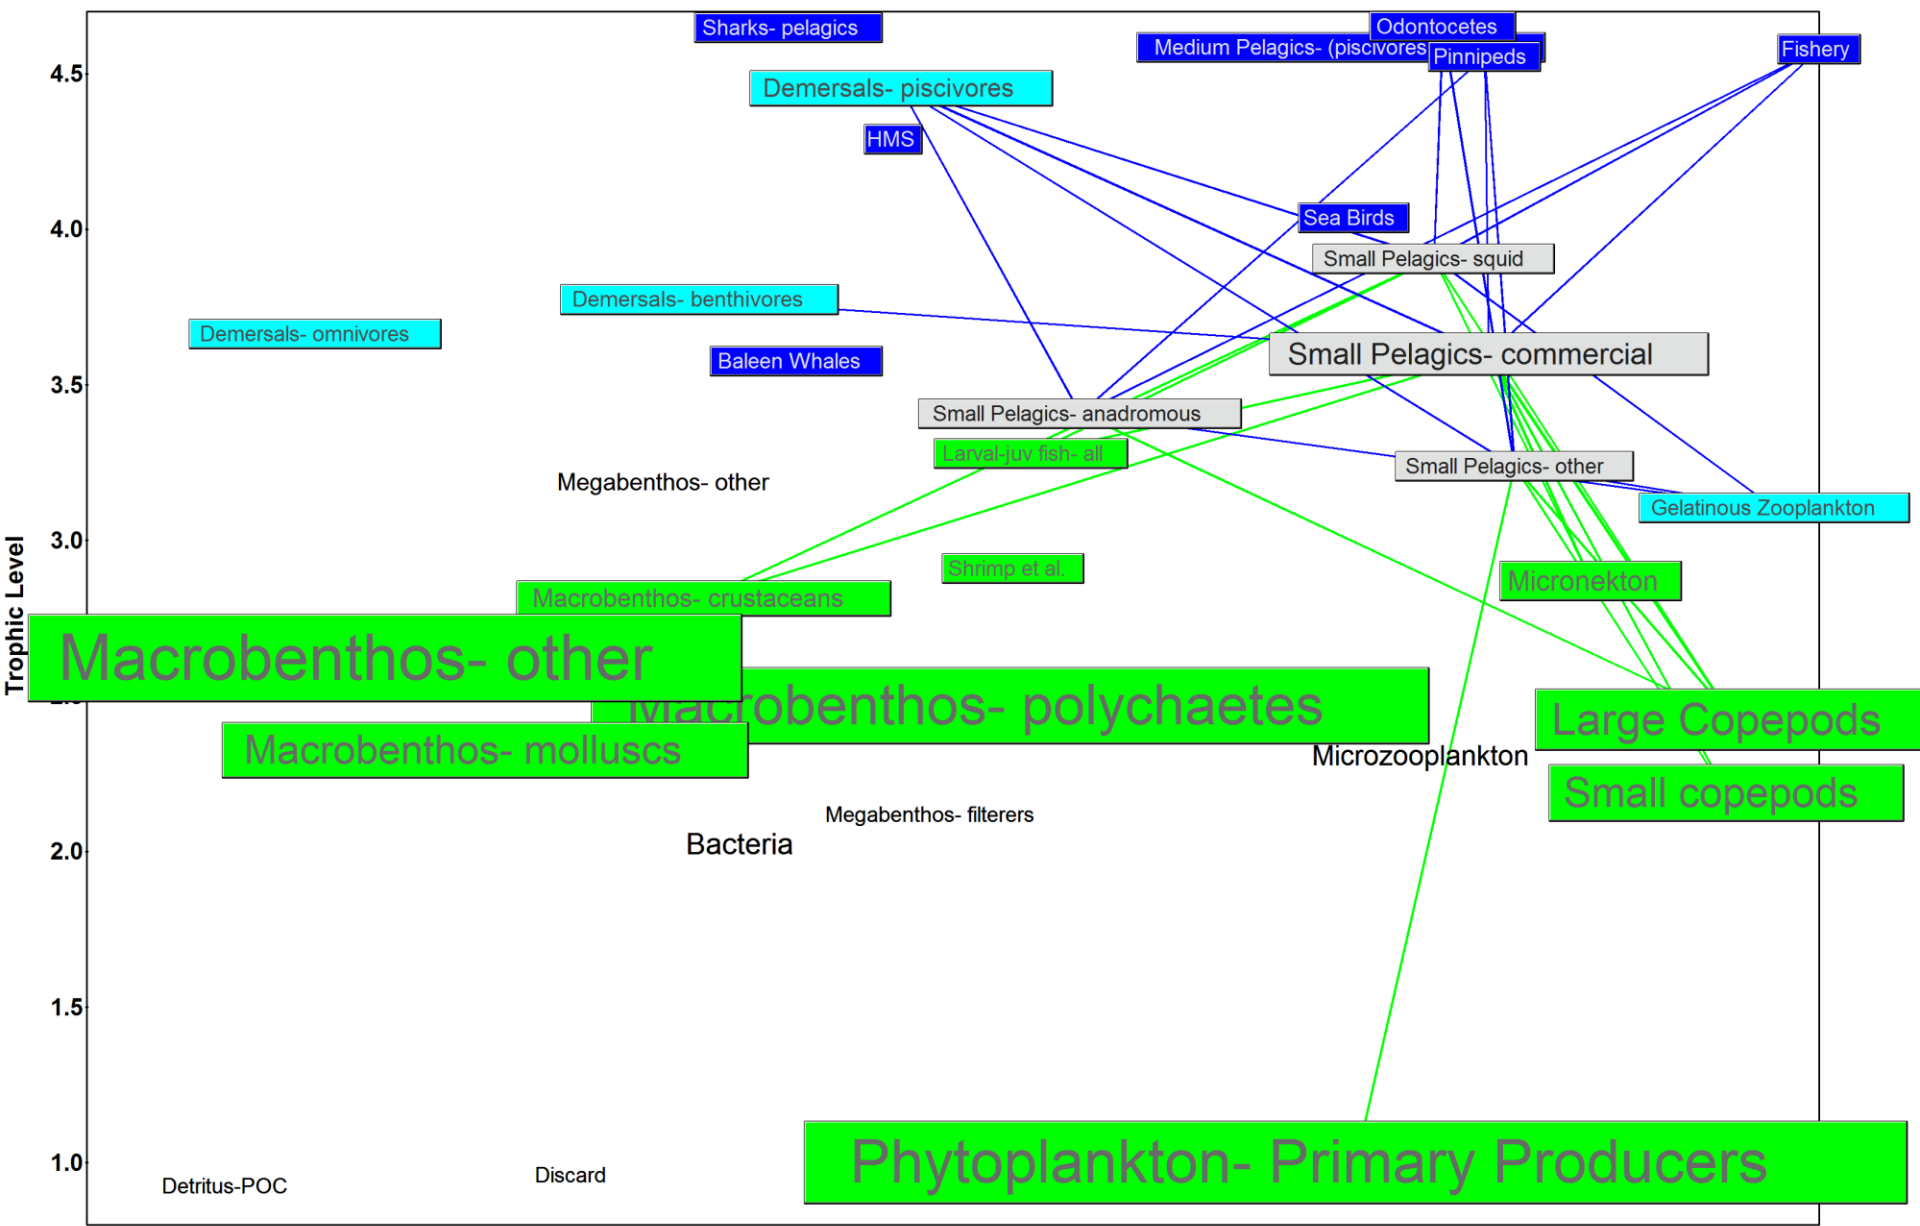 Sharks- pelagics
Odontocetes
Medium Pelagics- (piscivores
Pinnipeds
Fishery
4.5
Demersals- piscivores
HMS
Sea Birds
4.0
Small Pelagics- squid
Demersals- benthivores
Demersals- omnivores
Small Pelagics- commercial
Baleen Whales
3.5
Small Pelagics- anadromous
Larval-juv fish- all
Small Pelagics- other
Megabenthos- other
Gelatinous Zooplankton
3.0
Trophic Level
Shrimp et al.
Micronekton
Macrobenthos- crustaceans
Macrobenthos- other
Macrobenthos- polychaetes
Large Copepods
Macrobenthos- molluscs
Microzooplankton
Small copepods
Megabenthos- filterers
Bacteria
2.0
1.5
Phytoplankton- Primary Producers
1.0
Discard
Detritus-POC